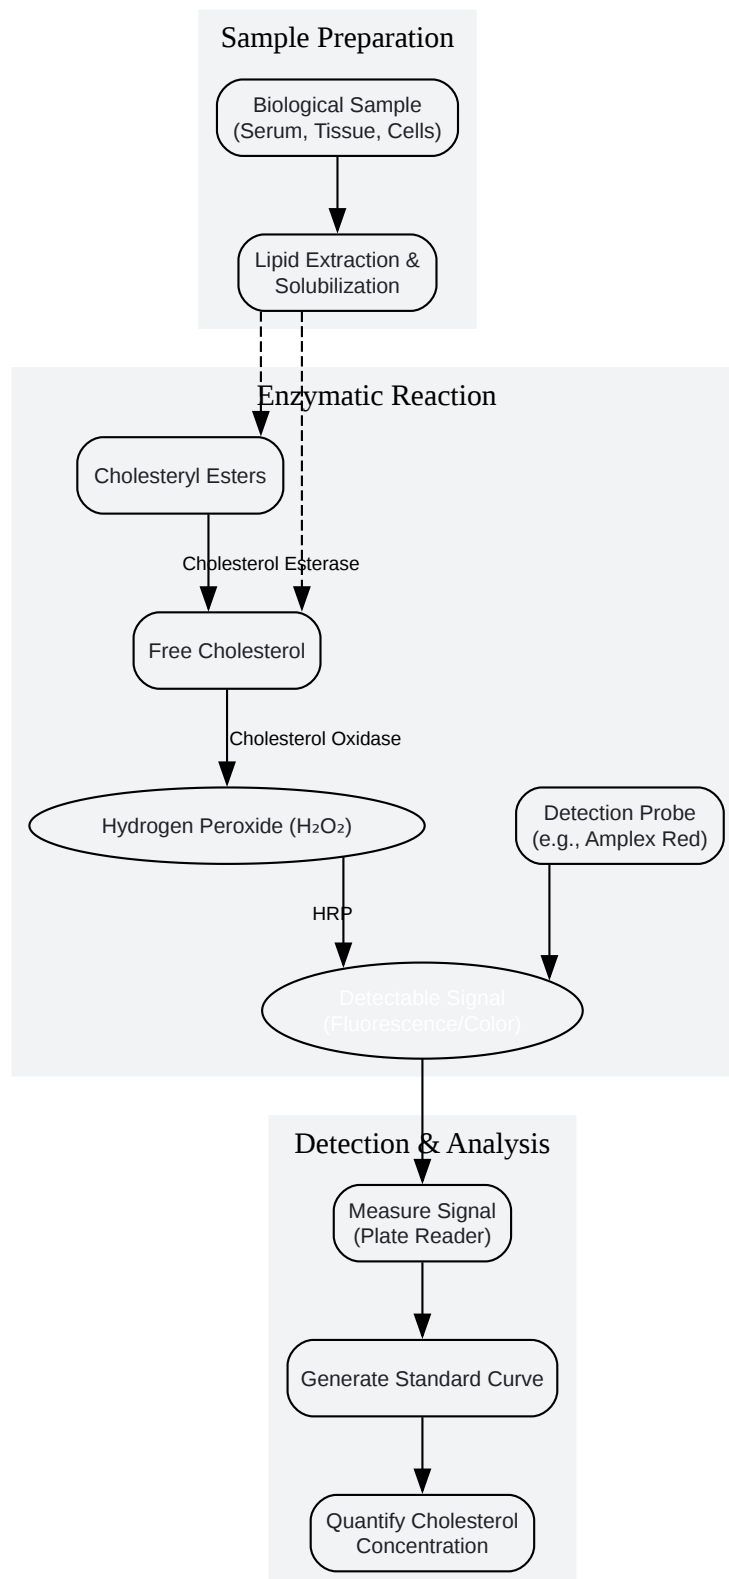 Sample Preparation
Biological Sample
(Serum, Tissue, Cells)
Lipid Extraction &
Solubilization
Enzymatic Reaction
Cholesteryl Esters
Cholesterol Esterase
Free Cholesterol
Cholesterol Oxidase
Hydrogen Peroxide (H₂O₂)
Detection Probe
(e.g., Amplex Red)
HRP
Detectable Signal
(Fluorescence/Color)
Detection & Analysis
Measure Signal
(Plate Reader)
Generate Standard Curve
Quantify Cholesterol
Concentration